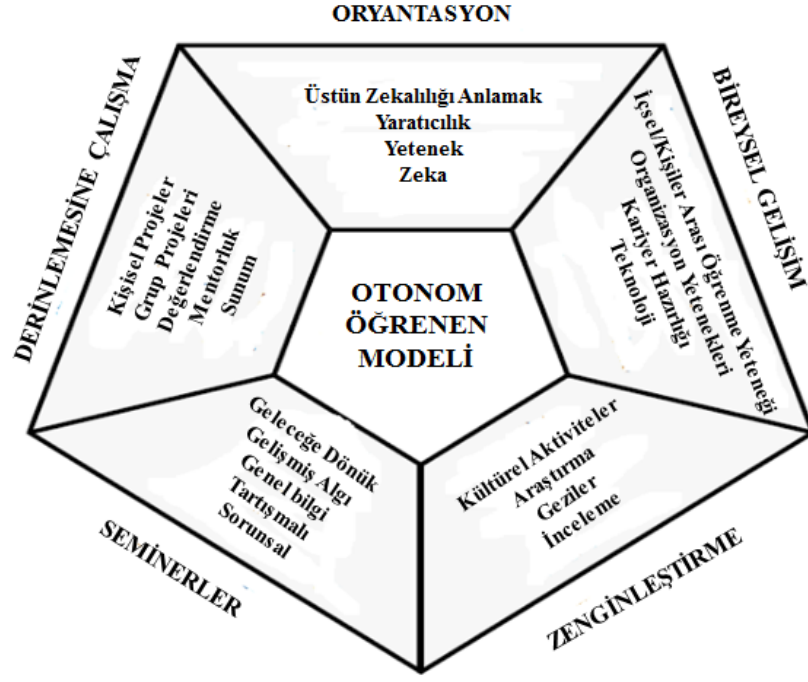 ORYANTASYON
Üstün Zekalılığı Anlamak
Yaratıcılık
Yetenek
Zeka
BİREYSEL GELİŞİM
İçsel/Kişiler Arası Öğrenme Yeteneği
Organizasyon Yetenekleri
Kariyer Hazırlığı
Teknoloji
ZENGİNLEŞTİRME
Kültürel Aktiviteler
Araştırma
Geziler
İnceleme
SEMİNERLER
Geleceğe Dönük
Gelişmiş Algı
Genel bilgi
Tartışmalı
Sorunsal
DERİNLEMESİNE ÇALIŞMA
Kişisel Projeler
Grup Projeleri
Değerlendirme
Mentorluk
Sunum
OTONOM
ÖĞRENEN
MODELİ